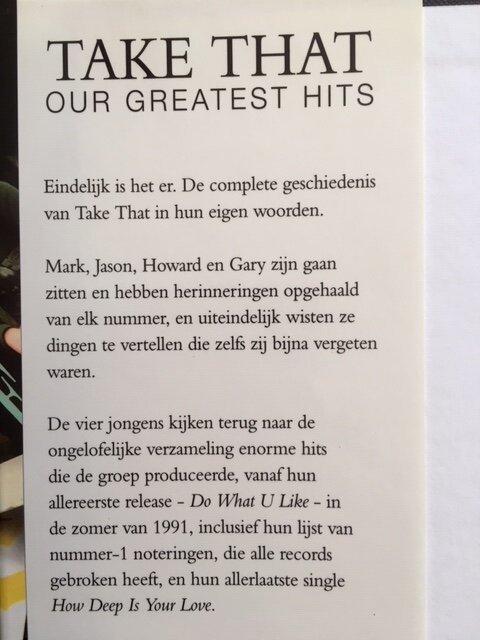 TAKE THAT
OUR GREATEST HITS
Eindelijk is het er. De complete geschiedenis
van Take That in hun eigen woorden.
Mark, Jason, Howard en Gary zijn gaan
zitten en hebben herinneringen opgehaald
van elk nummer, en uiteindelijk wisten ze
dingen te vertellen die zelfs zij bijna vergeten
waren.
De vier jongens kijken terug naar de
ongelofelijke verzameling enorme hits
die de groep produceerde, vanaf hun
allereerste release - Do What U Like - in
de zomer van 1991, inclusief hun lijst van
nummer-1 noteringen, die alle records
gebroken heeft, en hun allerlaatste single
How Deep Is Your Love.